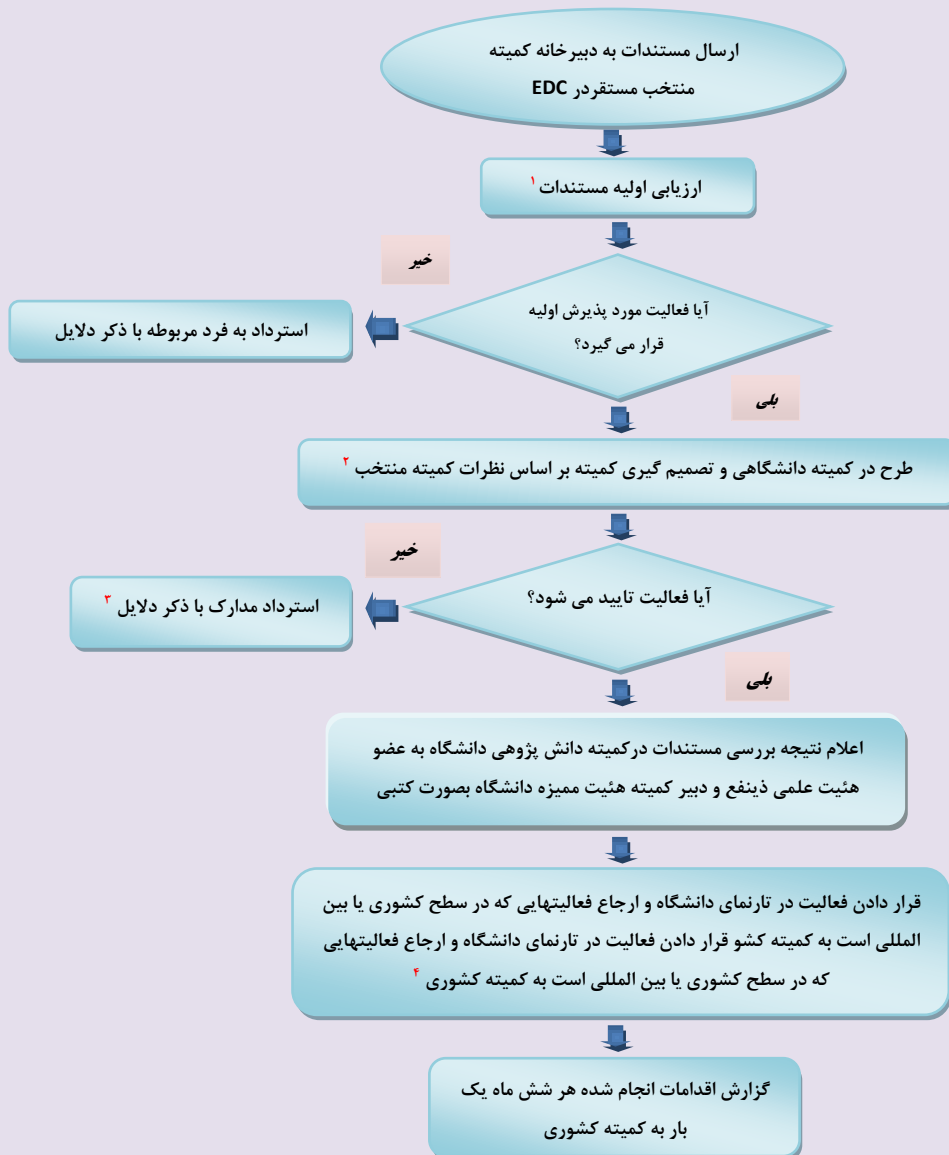 ارسال مستندات به دبیرخانه کمیته
منتخب مستقردر EDC
ارزیابی اولیه مستندات ۱
آیا فعالیت مورد پذیرش اولیه
قرار می گیرد؟
خیر
استرداد به فرد مربوطه با ذکر دلایل
بلی
طرح در کمیته دانشگاهی و تصمیم گیری کمیته بر اساس نظرات کمیته منتخب ۲
آیا فعالیت تایید می شود؟
خیر
استرداد مدارک با ذکر دلایل ۳
بلی
اعلام نتیجه بررسی مستندات درکمیته دانش پژوهی دانشگاه به عضو
هئیت علمی ذینفع و دبیر کمیته هئیت ممیزه دانشگاه بصورت کتبی
قرار دادن فعالیت در تارنمای دانشگاه و ارجاع فعالیتهایی که در سطح کشوری یا بین
المللی است به کمیته کشو قرار دادن فعالیت در تارنمای دانشگاه و ارجاع فعالیتهایی
که در سطح کشوری یا بین المللی است به کمیته کشوری ۴
گزارش اقدامات انجام شده هر شش ماه یک
بار به کمیته کشوری